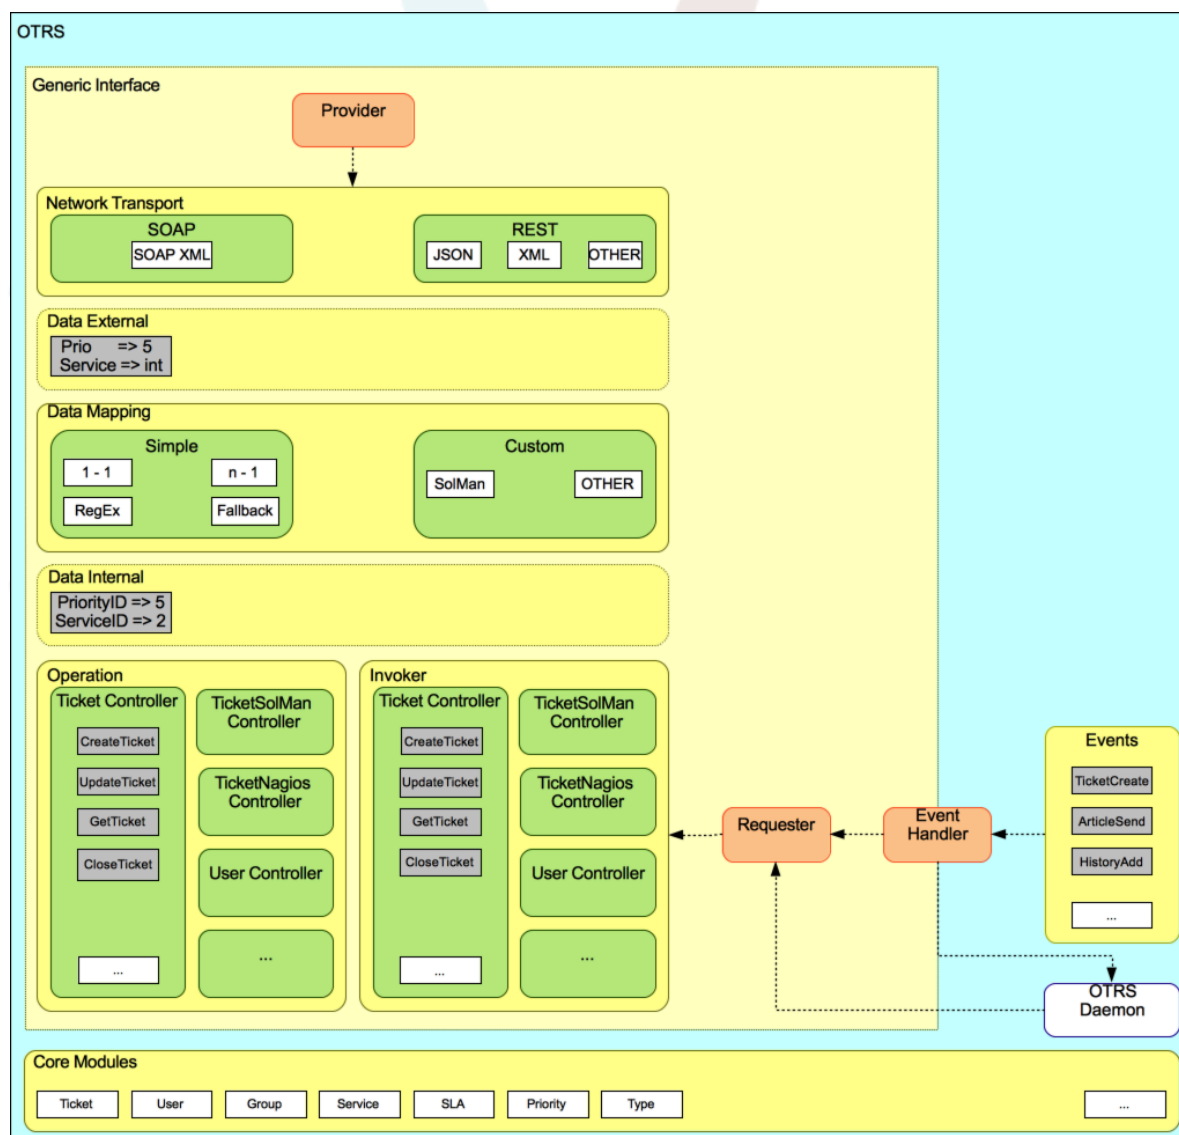 OTRS
Generic Interface
Provider
Network Transport
SOAP
SOAP XML
REST
JSON
XML
OTHER
Data External
Prio => 5
Service => int
Data Mapping
Simple
1 - 1
n - 1
RegEx
Fallback
Custom
SolMan
OTHER
Data Internal
PriorityID => 5
ServiceID => 2
Operation
Ticket Controller
CreateTicket
UpdateTicket
GetTicket
CloseTicket
...
TicketSolMan
Controller
TicketNagios
Controller
User Controller
...
Invoker
Ticket Controller
CreateTicket
UpdateTicket
GetTicket
CloseTicket
...
TicketSolMan
Controller
TicketNagios
Controller
User Controller
...
Requester
Event
Handler
Events
TicketCreate
ArticleSend
HistoryAdd
...
OTRS
Daemon
Core Modules
Ticket
User
Group
Service
SLA
Priority
Type
...